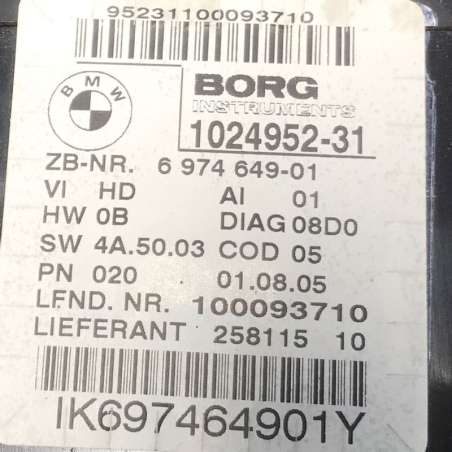 95231100093710
BMW
BORG
INSTRUMENTS
1024952-31
ZB-NR. 6 974 649-01
VI HD AI 01
HW 0B DIAG 08D0
SW 4A.50.03 COD 05
PN 020 01.08.05
LFND. NR. 100093710
LIEFERANT 258115 10
IK697464901Y